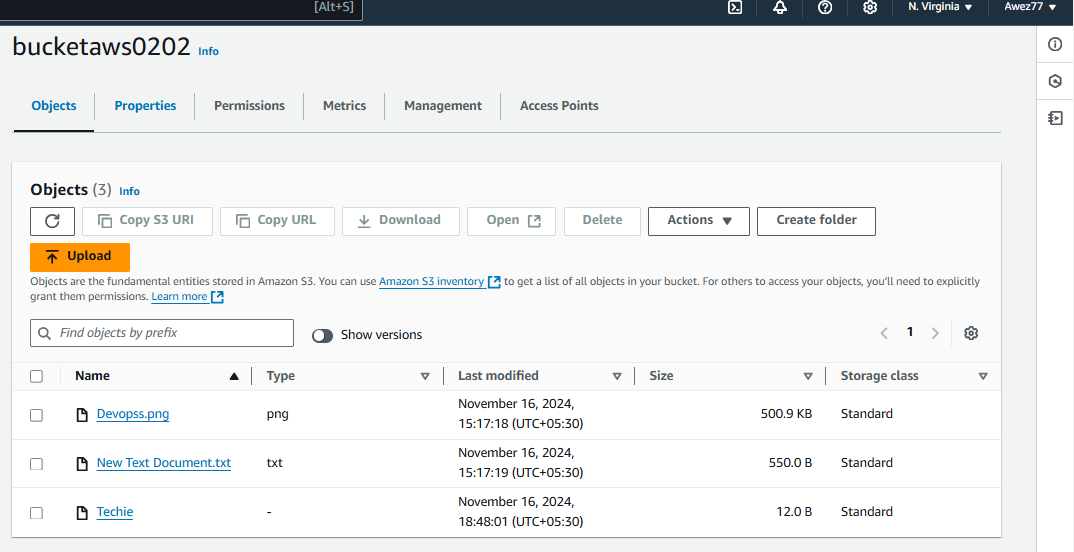 [Alt+S]
N. Virginia ▼
Awez77 ▼
bucketaws0202 Info
Objects
Properties
Permissions
Metrics
Management
Access Points
Objects (3) Info
Copy S3 URI
Copy URL
Download
Open
Delete
Actions ▼
Create folder
Upload
Objects are the fundamental entities stored in Amazon S3. You can use Amazon S3 inventory to get a list of all objects in your bucket. For others to access your objects, you'll need to explicitly
grant them permissions. Learn more
Find objects by prefix
Show versions
1
Name Type Last modified Size Storage class
Devopss.png png November 16, 2024, 15:17:18 (UTC+05:30) 500.9 KB Standard
New Text Document.txt txt November 16, 2024, 15:17:19 (UTC+05:30) 550.0 B Standard
Techie - November 16, 2024, 18:48:01 (UTC+05:30) 12.0 B Standard